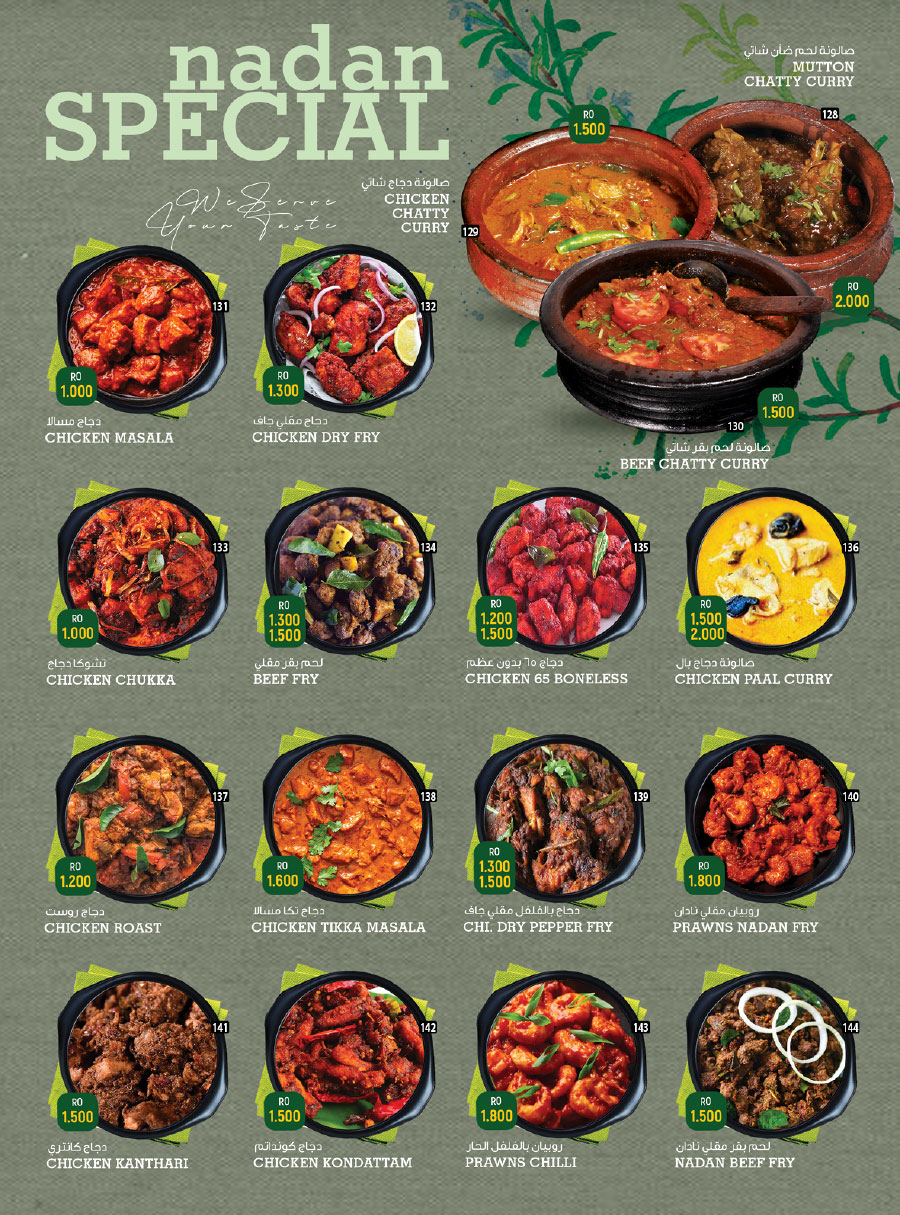 nadan
SPECIAL
We Serve
Your Taste
صالونة لحم ضأن شاتي
MUTTON
CHATTY CURRY
128
RO
2.000
صالونة دجاج شاتي
CHICKEN
CHATTY
CURRY
129
RO
1.500
130
RO
1.500
صالونة لحم بقر شاتي
BEEF CHATTY CURRY
131
RO
1.000
دجاج مسالا
CHICKEN MASALA
132
RO
1.300
دجاج مقلي جاف
CHICKEN DRY FRY
133
RO
1.000
تشوكا دجاج
CHICKEN CHUKKA
134
RO
1.300
1.500
لحم بقر مقلي
BEEF FRY
135
RO
1.200
1.500
دجاج ٦٥ بدون عظم
CHICKEN 65 BONELESS
136
RO
1.500
2.000
صالونة دجاج بال
CHICKEN PAAL CURRY
137
RO
1.200
دجاج روست
CHICKEN ROAST
138
RO
1.600
دجاج تكا مسالا
CHICKEN TIKKA MASALA
139
RO
1.300
1.500
دجاج بالفلفل مقلي جاف
CHI. DRY PEPPER FRY
140
RO
1.800
روبيان مقلي نادان
PRAWNS NADAN FRY
141
RO
1.500
دجاج كانتري
CHICKEN KANTHARI
142
RO
1.500
دجاج كونداتم
CHICKEN KONDATTAM
143
RO
1.800
روبيان بالفلفل الحار
PRAWNS CHILLI
144
RO
1.500
لحم بقر مقلي نادان
NADAN BEEF FRY